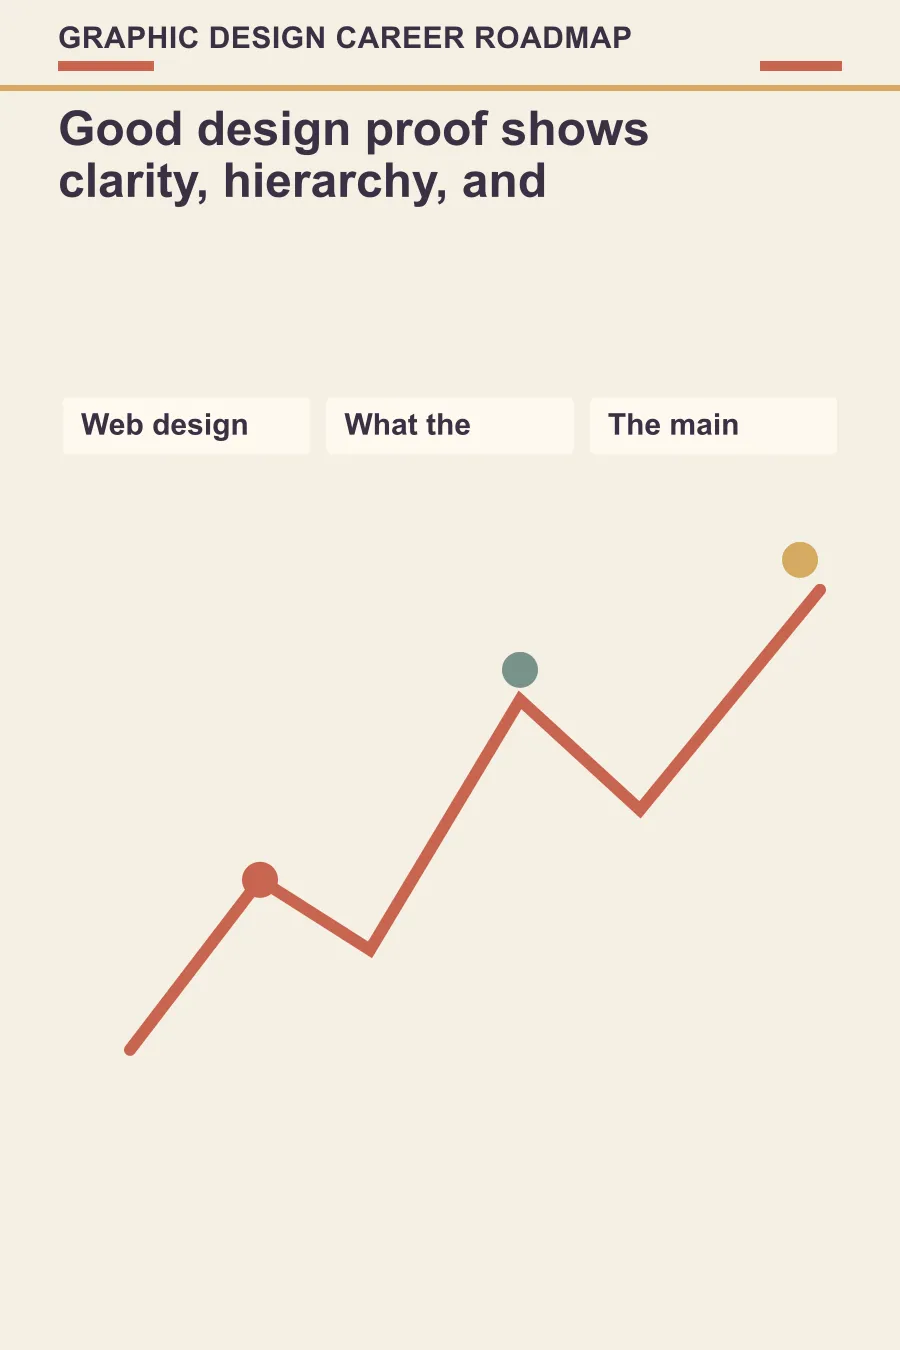 GRAPHIC DESIGN CAREER ROADMAP
Good design proof shows
clarity, hierarchy, and
Web design
What the
The main